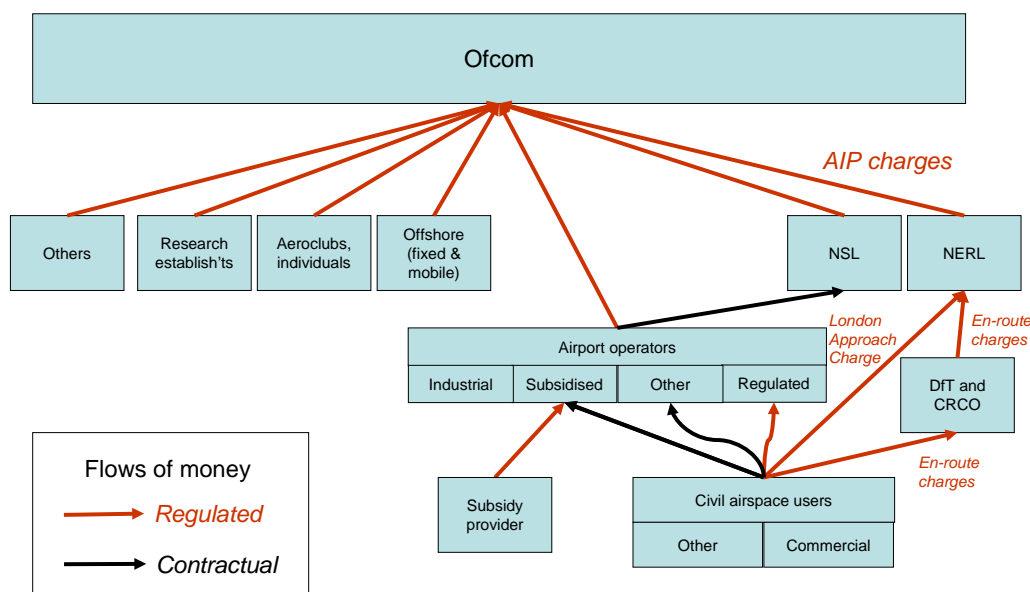 Ofcom
AIP charges
Others
Research
establish'ts
Aeroclubs,
individuals
Offshore
(fixed &
mobile)
NSL
NERL
London
Approach
Charge
En-route
charges
Airport operators
Industrial
Subsidised
Other
Regulated
DfT and
CRCO
En-route
charges
Flows of money
Regulated
Contractual
Subsidy
provider
Civil airspace users
Other
Commercial